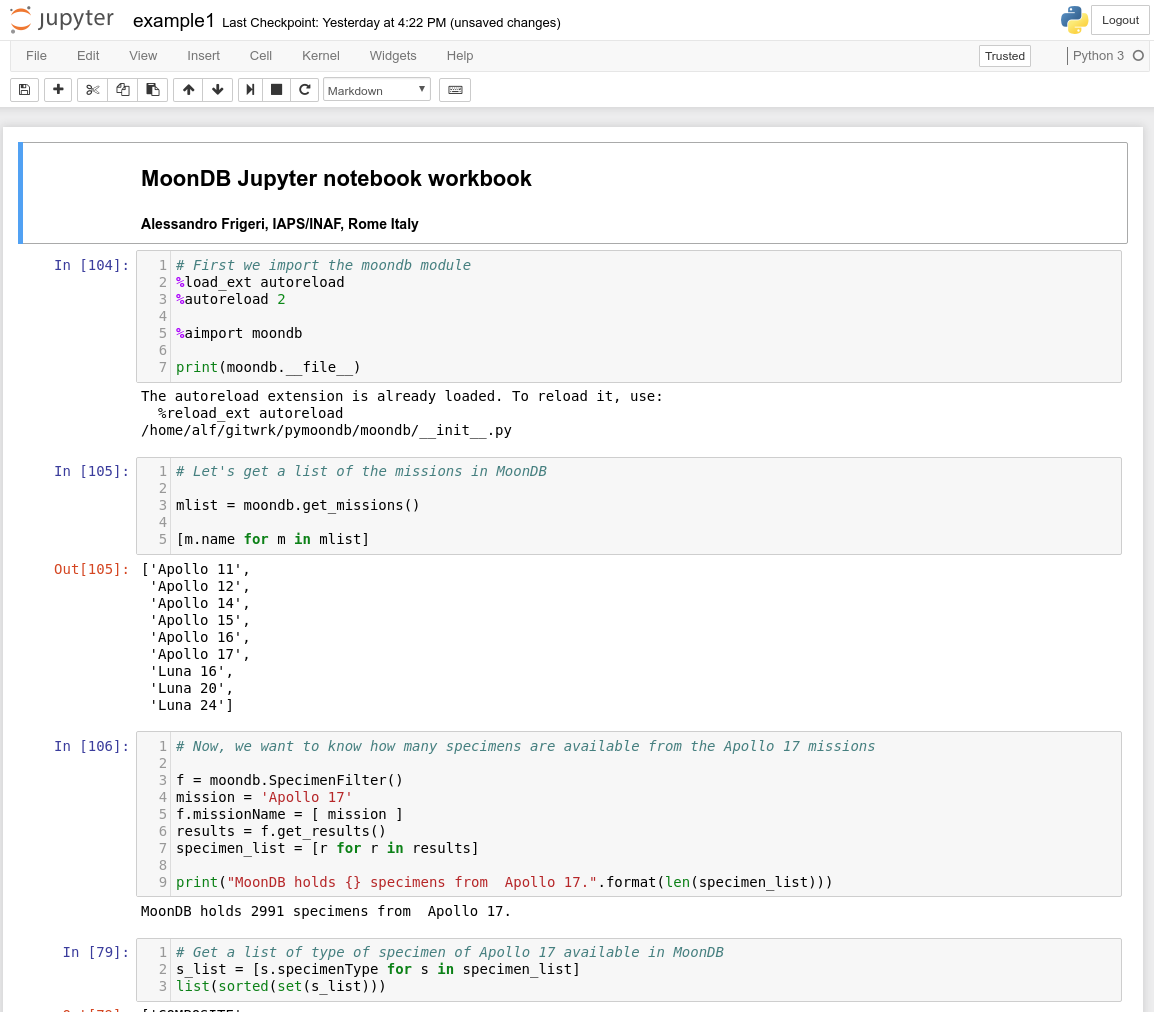 jupyter example1 Last Checkpoint: Yesterday at 4:22 PM (unsaved changes) Logout
File Edit View Insert Cell Kernel Widgets Help Trusted Python 3
Markdown
MoonDB Jupyter notebook workbook
Alessandro Frigeri, IAPS/INAF, Rome Italy
In [104]:
1 # First we import the moondb module
2 %load_ext autoreload
3 %autoreload 2
4
5 %aimport moondb
6
7 print(moondb.__file__)
The autoreload extension is already loaded. To reload it, use:
  %reload_ext autoreload
/home/alf/gitwrk/pymoondb/moondb/__init__.py
In [105]:
1 # Let's get a list of the missions in MoonDB
2
3 mlist = moondb.get_missions()
4
5 [m.name for m in mlist]
Out[105]: ['Apollo 11',
 'Apollo 12',
 'Apollo 14',
 'Apollo 15',
 'Apollo 16',
 'Apollo 17',
 'Luna 16',
 'Luna 20',
 'Luna 24']
In [106]:
1 # Now, we want to know how many specimens are available from the Apollo 17 missions
2
3 f = moondb.SpecimenFilter()
4 mission = 'Apollo 17'
5 f.missionName = [ mission ]
6 results = f.get_results()
7 specimen_list = [r for r in results]
8
9 print("MoonDB holds {} specimens from  Apollo 17.".format(len(specimen_list)))
MoonDB holds 2991 specimens from  Apollo 17.
In [79]:
1 # Get a list of type of specimen of Apollo 17 available in MoonDB
2 s_list = [s.specimenType for s in specimen_list]
3 list(sorted(set(s_list)))
Out[79]: ['COMPOSITE',